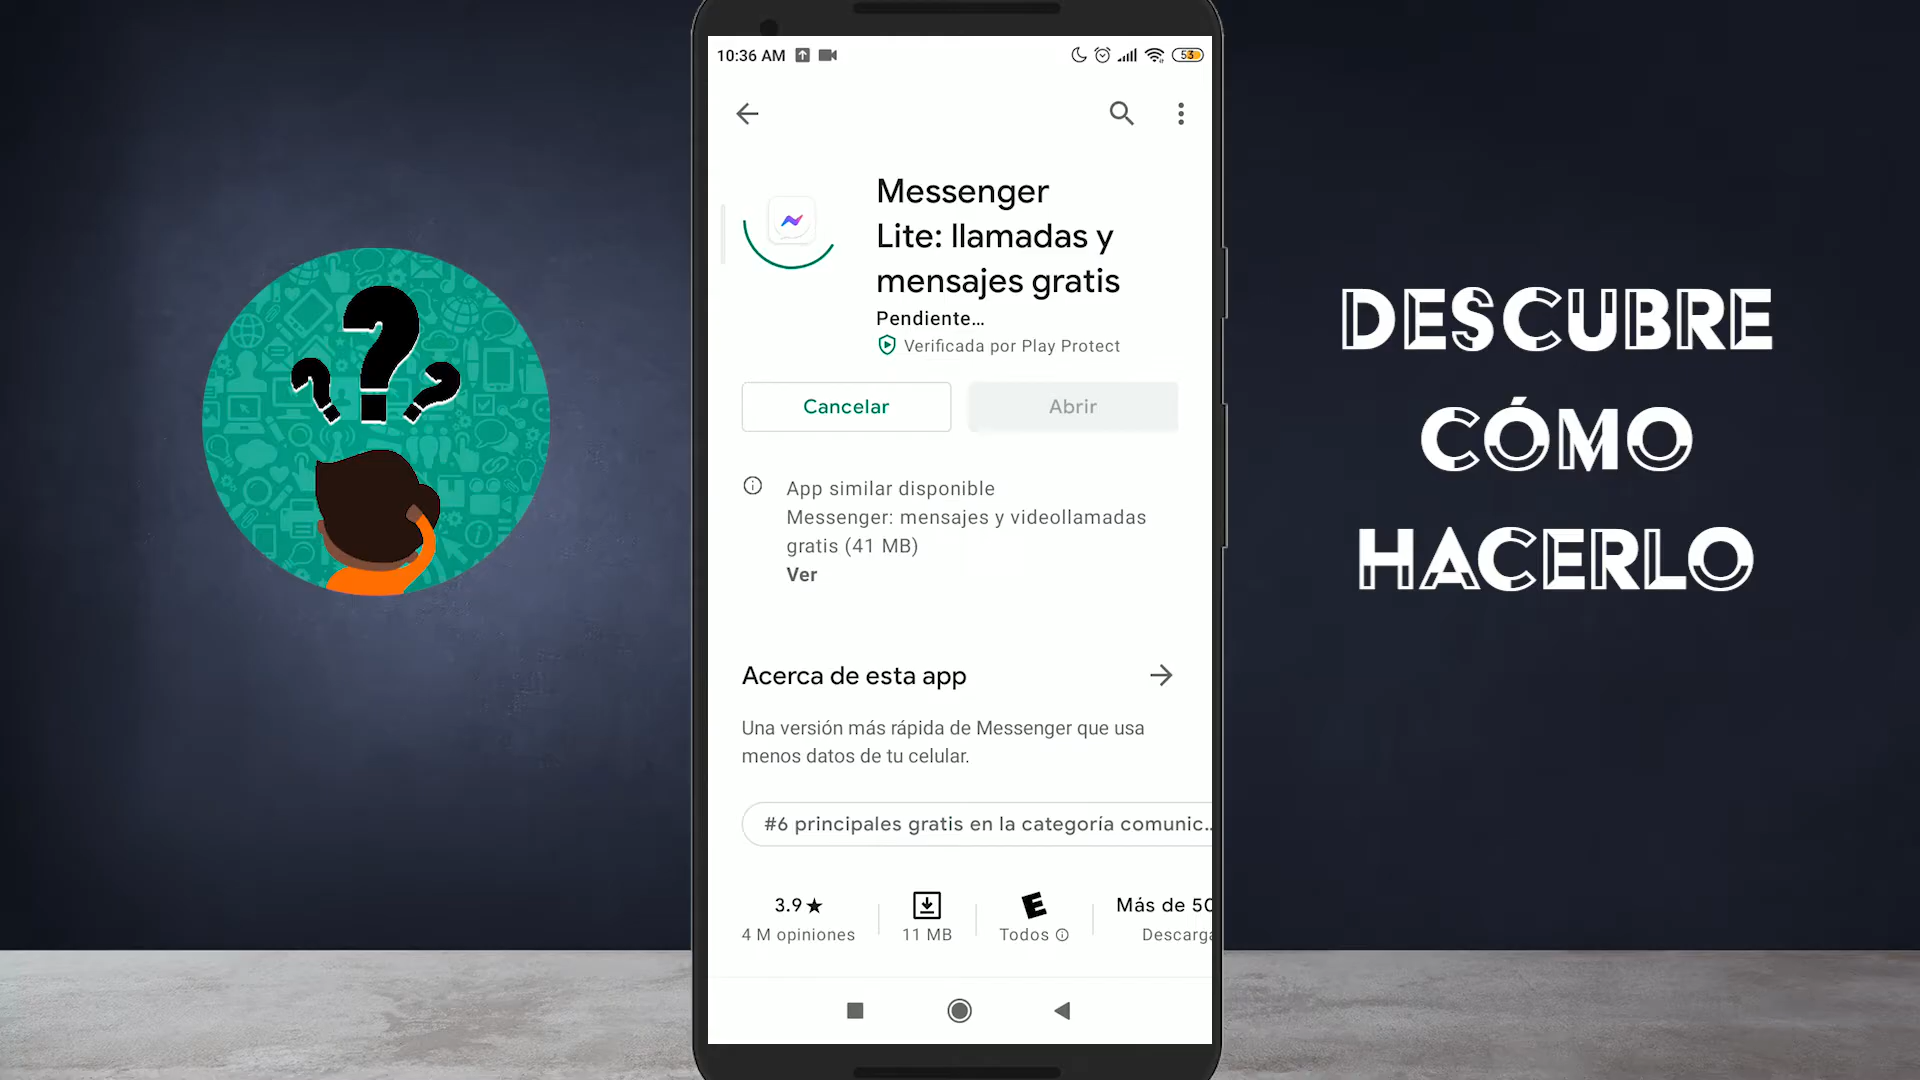 10:36 AM
53
Messenger
Lite: llamadas y
mensajes gratis
Pendiente...
Verificada por Play Protect
Cancelar
Abrir
App similar disponible
Messenger: mensajes y videollamadas
gratis (41 MB)
Ver
Acerca de esta app
Una versión más rápida de Messenger que usa
menos datos de tu celular.
#6 principales gratis en la categoría comunic...
3.9★
4 M opiniones
11 MB
E
Todos
Más de 50
Descarga
DESCUBRE
CÓMO
HACERLO